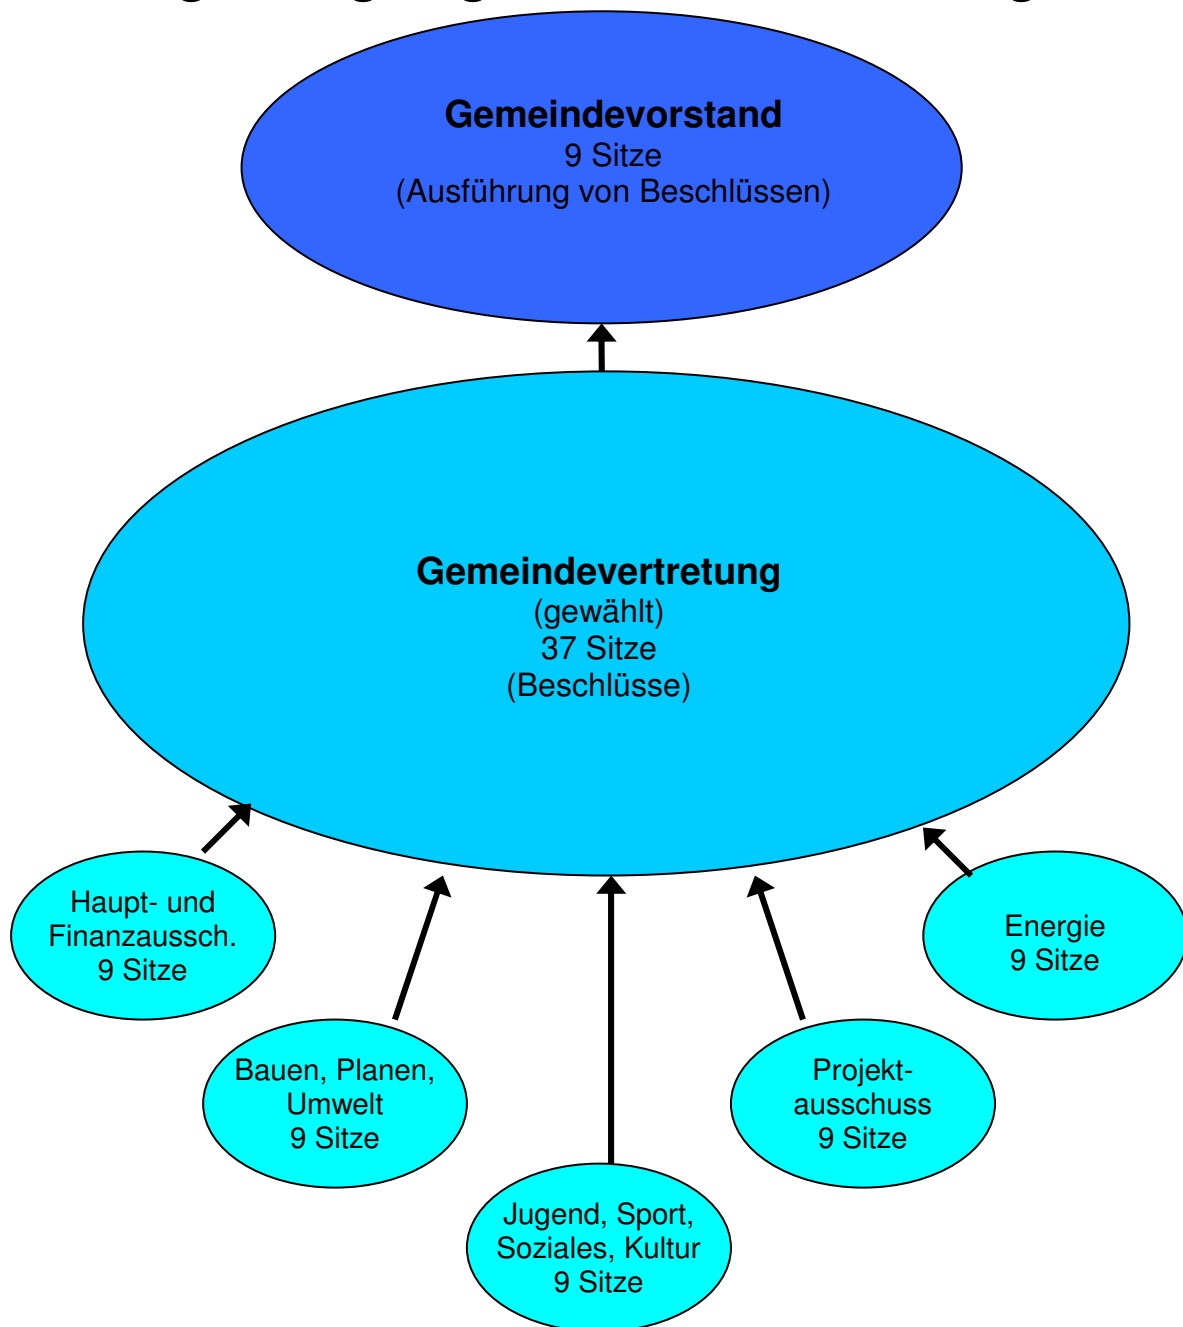 Gemeindevorstand
9 Sitze
(Ausführung von Beschlüssen)
Gemeindevertretung
(gewählt)
37 Sitze
(Beschlüsse)
Haupt- und
Finanzaussch.
9 Sitze
Energie
9 Sitze
Bauen, Planen,
Umwelt
9 Sitze
Projekt-
ausschuss
9 Sitze
Jugend, Sport,
Soziales, Kultur
9 Sitze